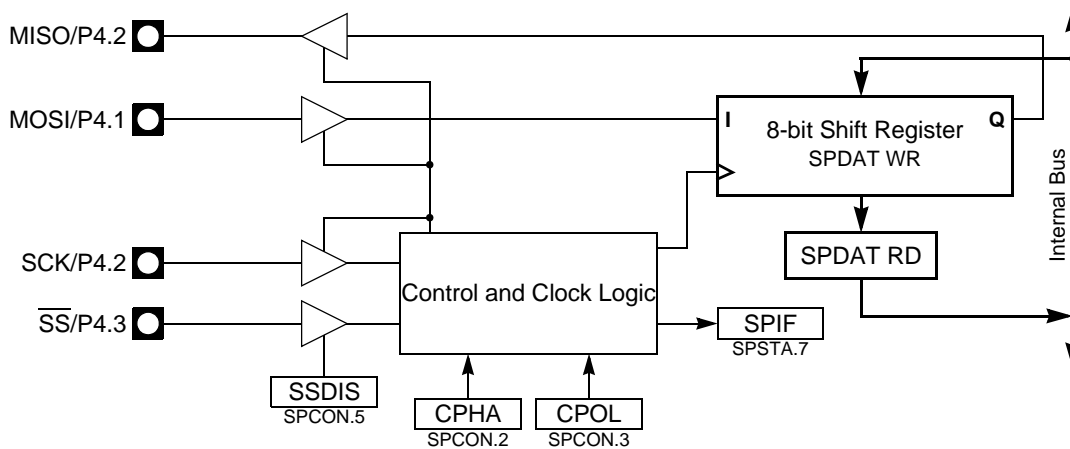 MISO/P4.2
MOSI/P4.1
I
8-bit Shift Register
Q
SPDAT WR
Internal Bus
SCK/P4.2
SPDAT RD
Control and Clock Logic
SS/P4.3
SPIF
SPSTA.7
SSDIS
SPCON.5
CPHA
SPCON.2
CPOL
SPCON.3